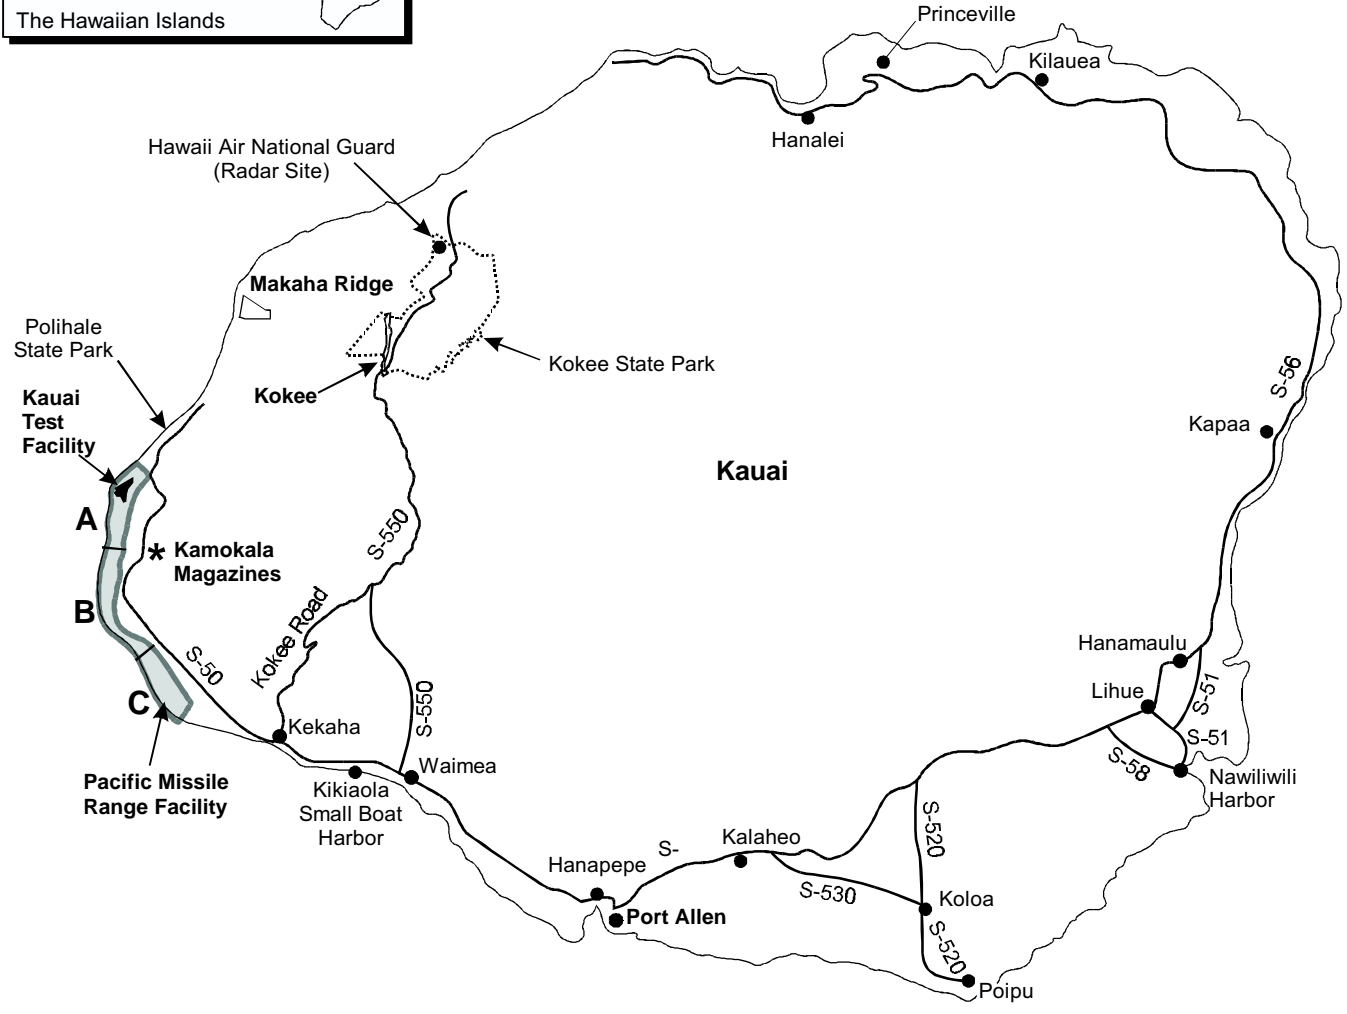 The Hawaiian Islands
Princeville
Kilauea
Hanalei
Hawaii Air National Guard
(Radar Site)
Makaha Ridge
Polihale
State Park
Kokee State Park
Kauai
Test
Facility
Kokee
S-56
Kapaa
Kauai
A
S-550
Kamokala
Magazines
B
Kokee Road
Hanamaulu
S-50
S-51
Lihue
C
S-550
Kekaha
S-51
Waimea
S-58
Nawiliwili
Harbor
Pacific Missile
Range Facility
Kikiaola
Small Boat
Harbor
S-520
Kalaheo
S-
Hanapepe
S-530
Koloa
Port Allen
S-520
Poipu
*